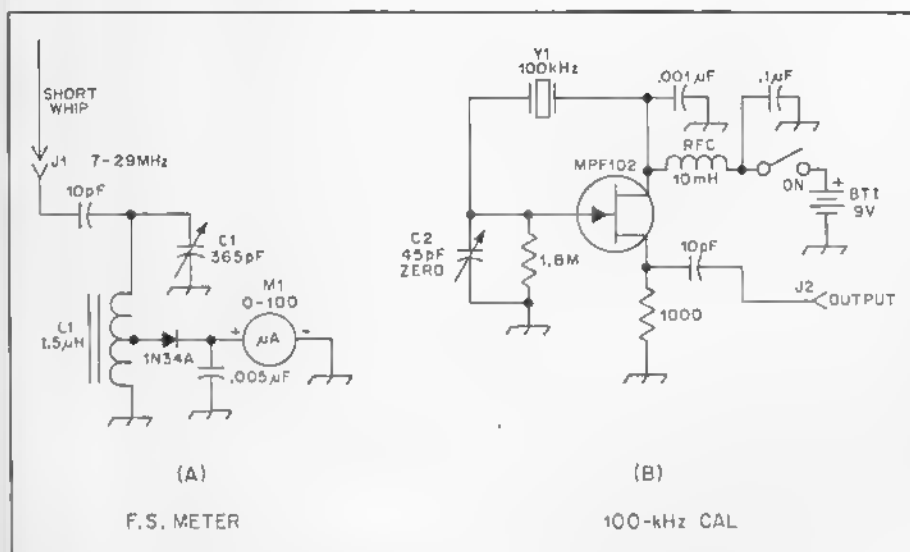 SHORT
WHIP
J1
7-29MHz
10pF
C1
365pF
L1
1.5µH
1N34A
+
M1
0-100
µA
-
.005µF
(A)
F.S. METER
Y1
100kHz
.001µF
.1µF
RFC
10mH
MPF102
ON
+
BT1
9V
C2
45pF
ZERO
1.8M
10pF
J2
OUTPUT
1000
(B)
100-kHz CAL